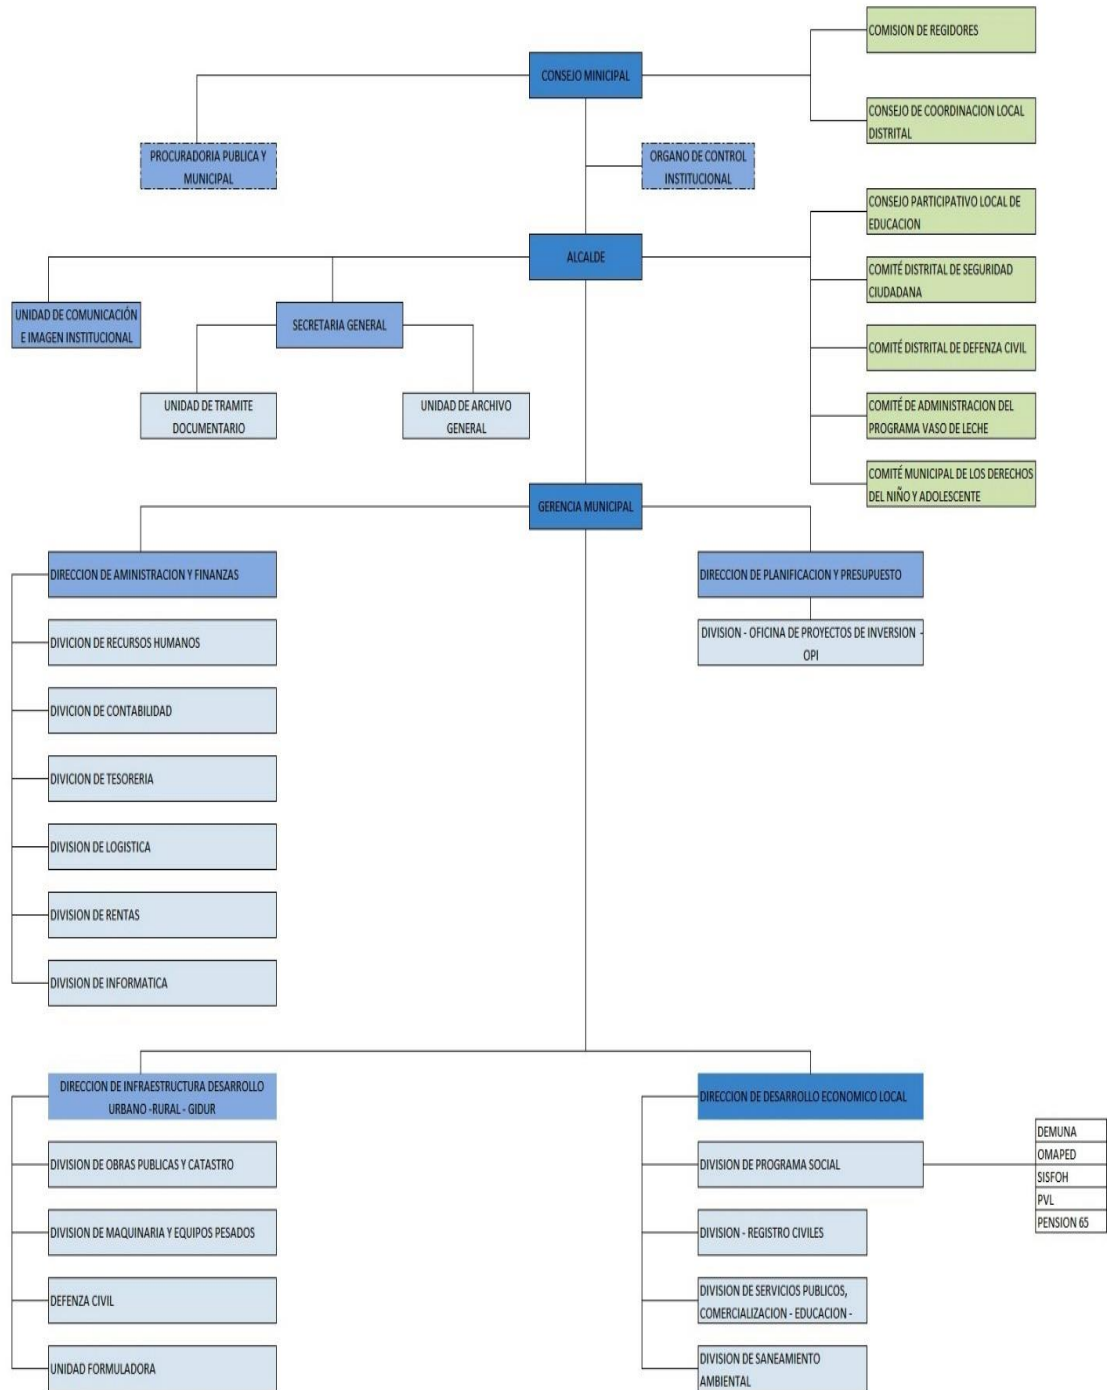 COMISION DE REGIDORES
CONSEJO MINICIPAL
CONSEJO DE COORDINACION LOCAL
DISTRITAL
PROCURADORIA PUBLICA Y
MUNICIPAL
ORGANO DE CONTROL
INSTITUCIONAL
CONSEJO PARTICIPATIVO LOCAL DE
EDUCACION
ALCALDE
COMITÉ DISTRITAL DE SEGURIDAD
CIUDADANA
UNIDAD DE COMUNICACIÓN
E IMAGEN INSTITUCIONAL
SECRETARIA GENERAL
COMITÉ DISTRITAL DE DEFENZA CIVIL
UNIDAD DE TRAMITE
DOCUMENTARIO
UNIDAD DE ARCHIVO
GENERAL
COMITÉ DE ADMINISTRACION DEL
PROGRAMA VASO DE LECHE
COMITÉ MUNICIPAL DE LOS DERECHOS
DEL NIÑO Y ADOLESCENTE
GERENCIA MUNICIPAL
DIRECCION DE AMINISTRACION Y FINANZAS
DIVICION DE RECURSOS HUMANOS
DIVICION DE CONTABILIDAD
DIVICION DE TESORERIA
DIVISION DE LOGISTICA
DIVISION DE RENTAS
DIVISION DE INFORMATICA
DIRECCION DE PLANIFICACION Y PRESUPUESTO
DIVISION - OFICINA DE PROYECTOS DE INVERSION -
OPI
DIRECCION DE INFRAESTRUCTURA DESARROLLO
URBANO -RURAL - GIDUR
DIVISION DE OBRAS PUBLICAS Y CATASTRO
DIVISION DE MAQUINARIA Y EQUIPOS PESADOS
DEFENZA CIVIL
UNIDAD FORMULADORA
DIRECCION DE DESARROLLO ECONOMICO LOCAL
DIVISION DE PROGRAMA SOCIAL
DIVISION - REGISTRO CIVILES
DIVISION DE SERVICIOS PUBLICOS,
COMERCIALIZACION - EDUCACION -
DIVISION DE SANEAMIENTO
AMBIENTAL
DEMUNA
OMAPED
SISFOH
PVL
PENSION 65